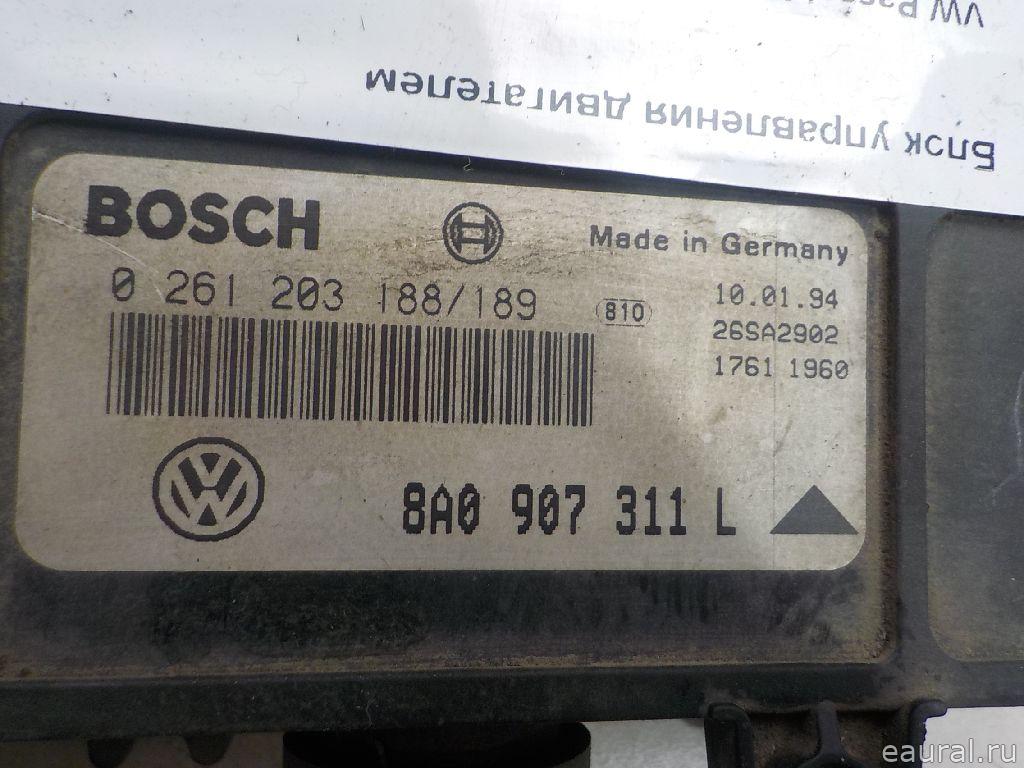 VW
Блок управления двигателем
BOSCH
Made in Germany
0 261 203 188/189
810
10.01.94
26SA2902
1761 1960
8A0 907 311 L
eaural.ru